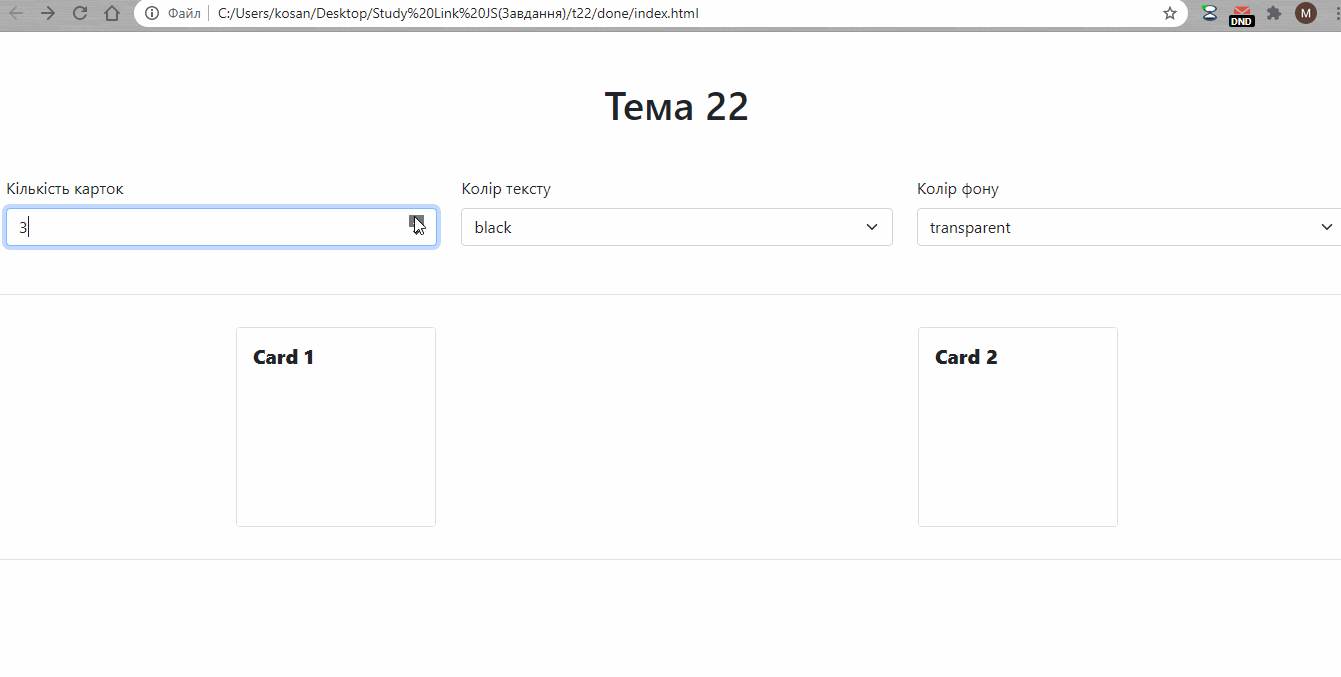 Файл C:/Users/kosan/Desktop/Study%20Link%20JS(Завдання)/t22/done/index.html DND M
Тема 22
Кількість карток Колір тексту Колір фону
3 black transparent
Card 1 Card 2